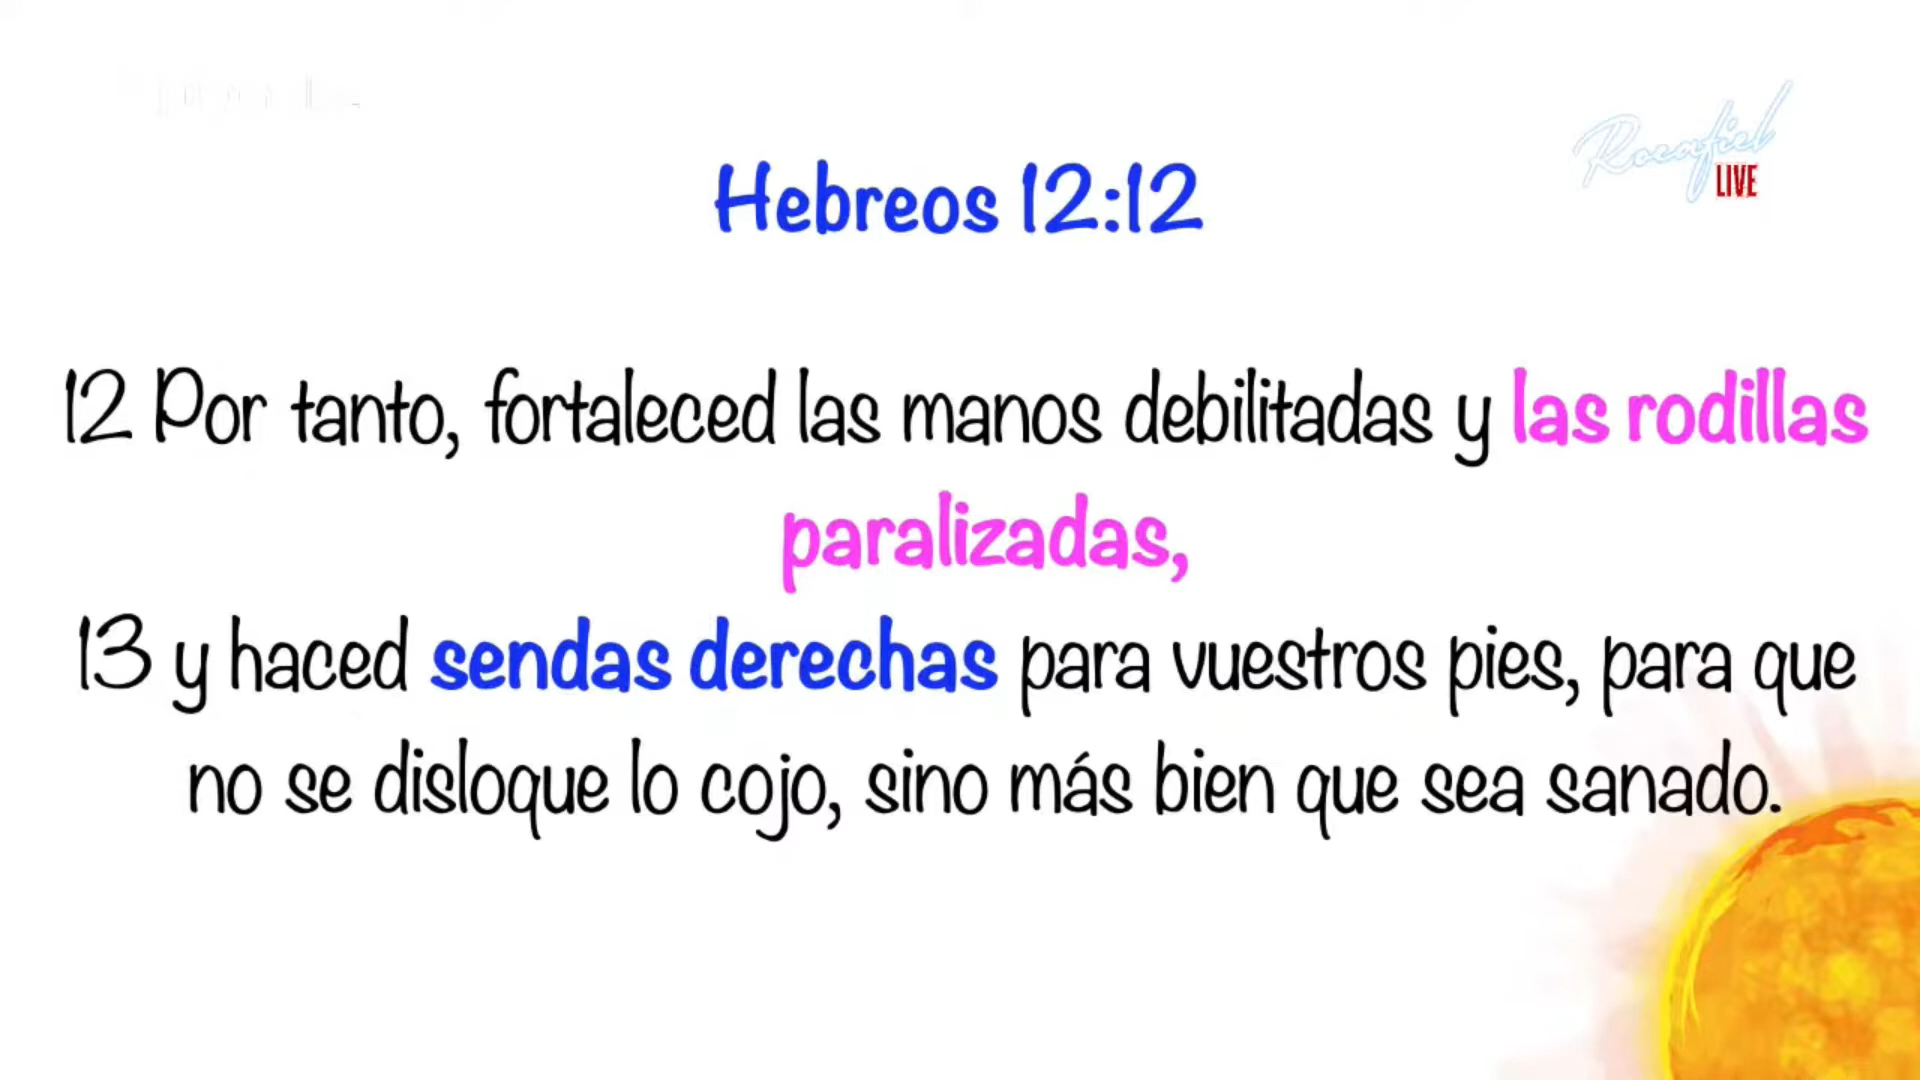 Rocafiel
LIVE
Hebreos 12:12
12 Por tanto, fortaleced las manos debilitadas y las rodillas
paralizadas,
13 y haced sendas derechas para vuestros pies, para que
no se disloque lo cojo, sino más bien que sea sanado.